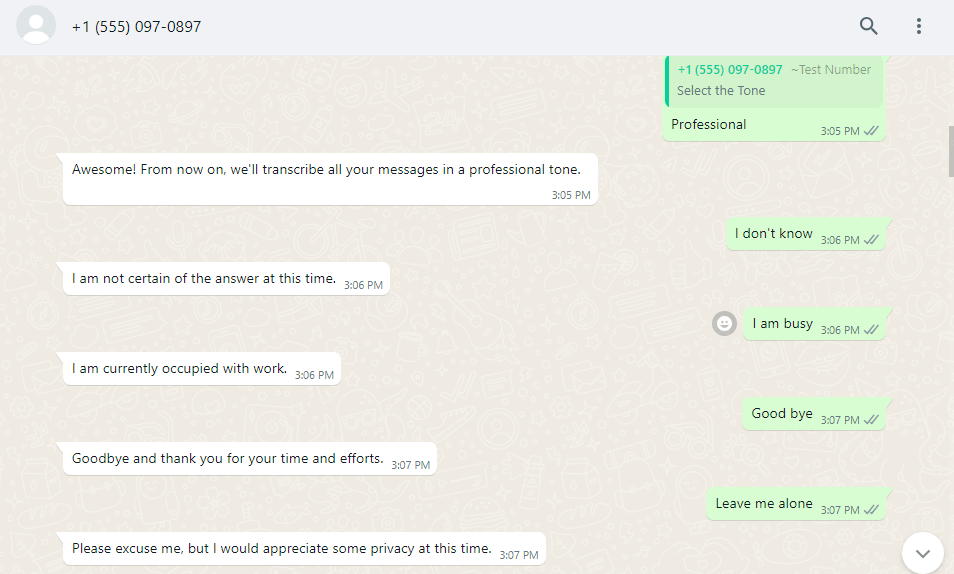 +1 (555) 097-0897
+1 (555) 097-0897 ~Test Number
Select the Tone
Professional 3:05 PM
Awesome! From now on, we'll transcribe all your messages in a professional tone.
3:05 PM
I don't know 3:06 PM
I am not certain of the answer at this time. 3:06 PM
I am busy 3:06 PM
I am currently occupied with work. 3:06 PM
Good bye 3:07 PM
Goodbye and thank you for your time and efforts. 3:07 PM
Leave me alone 3:07 PM
Please excuse me, but I would appreciate some privacy at this time. 3:07 PM